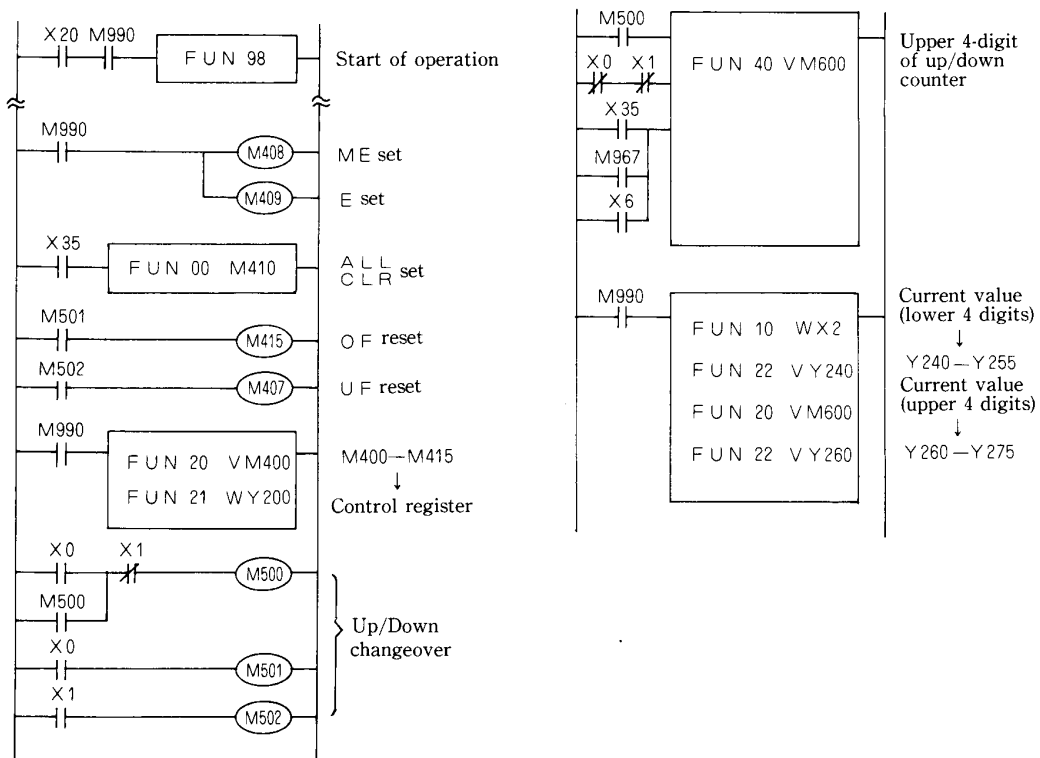 X20 M990
FUN 98
Start of operation
M990
M408
ME set
M409
E set
X35
FUN 00 M410
ALL
CLR set
M501
M415
OF reset
M502
M407
UF reset
M990
FUN 20 VM400
FUN 21 WY200
M400—M415
↓
Control register
X0 X1
M500
M500
Up/Down
changeover
X0
M501
X1
M502
M500
FUN 40 VM600
Upper 4-digit
of up/down
counter
X0 X1
X35
M967
X6
M990
FUN 10 WX2
FUN 22 VY240
FUN 20 VM600
FUN 22 VY260
Current value
(lower 4 digits)
↓
Y240—Y255
Current value
(upper 4 digits)
↓
Y260—Y275